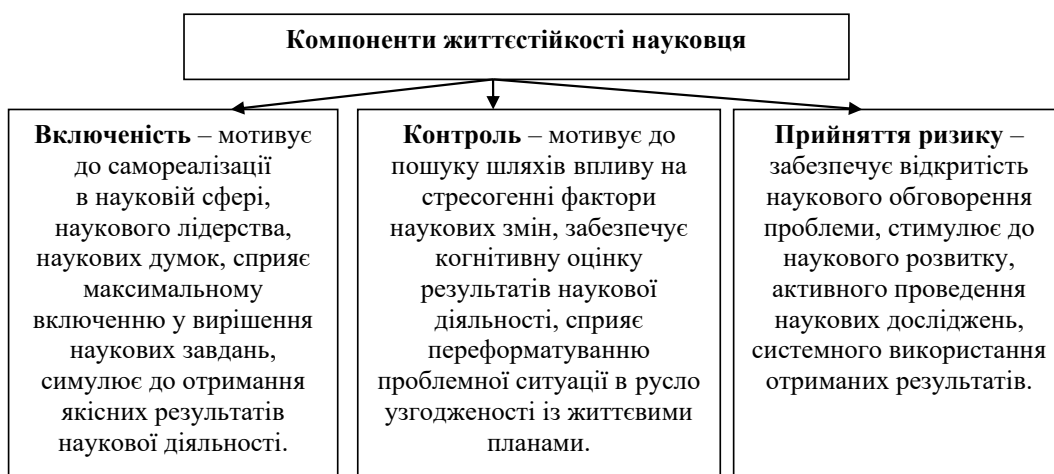 Компоненти життєстійкості науковця
Включеність – мотивує
до самореалізації
в науковій сфері,
наукового лідерства,
наукових думок, сприяє
максимальному
включенню у вирішення
наукових завдань,
симулює до отримання
якісних результатів
наукової діяльності.
Контроль – мотивує до
пошуку шляхів впливу на
стресогенні фактори
наукових змін, забезпечує
когнітивну оцінку
результатів наукової
діяльності, сприяє
переформатуванню
проблемної ситуації в русло
узгодженості із життєвими
планами.
Прийняття ризику –
забезпечує відкритість
наукового обговорення
проблеми, стимулює до
наукового розвитку,
активного проведення
наукових досліджень,
системного використання
отриманих результатів.